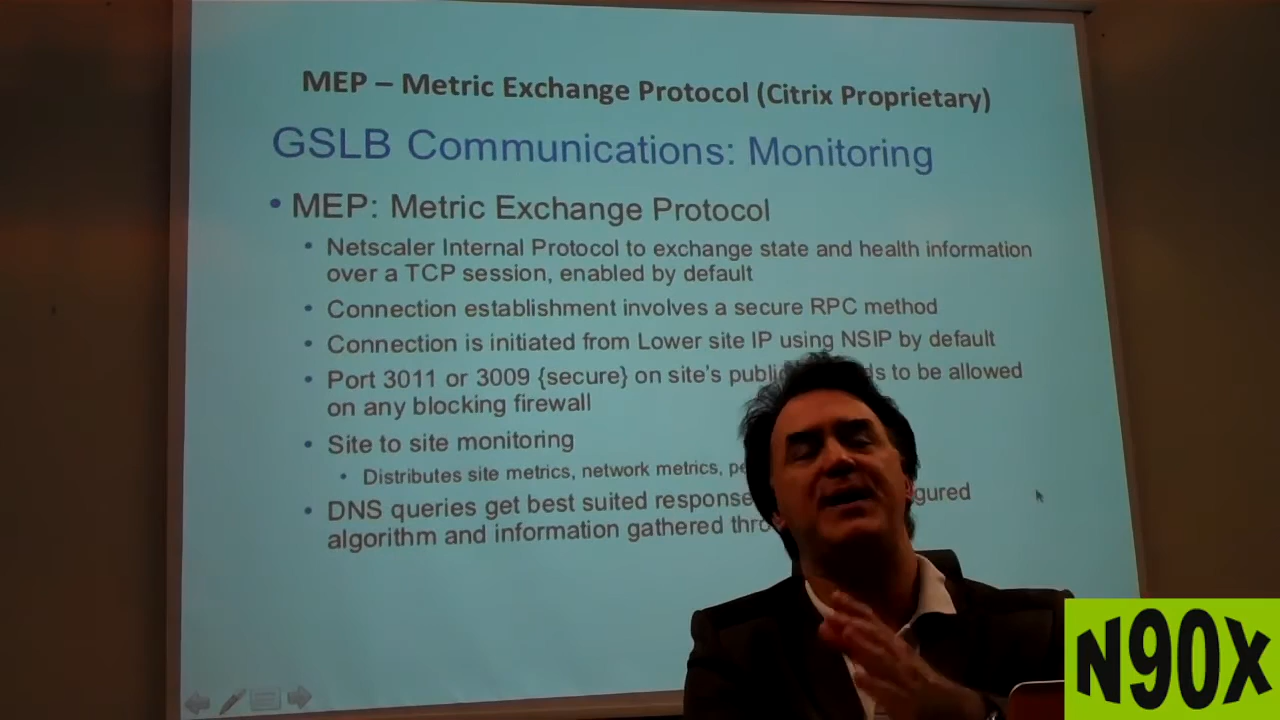 MEP – Metric Exchange Protocol (Citrix Proprietary)
GSLB Communications: Monitoring
• MEP: Metric Exchange Protocol
• Netscaler Internal Protocol to exchange state and health information
over a TCP session, enabled by default
• Connection establishment involves a secure RPC method
• Connection is initiated from Lower site IP using NSIP by default
• Port 3011 or 3009 {secure} on site's to be allowed
on any blocking firewall
• Site to site monitoring
• Distributes site metrics, network metrics,
• DNS queries get best suited response
algorithm and information gathered
N90X